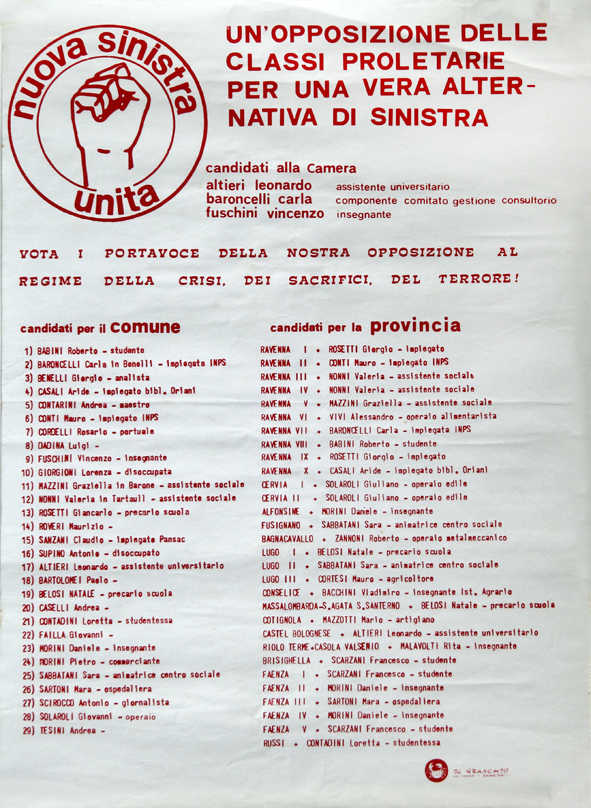 nuova sinistra
unita
UN'OPPOSIZIONE DELLE
CLASSI PROLETARIE
PER UNA VERA ALTER-
NATIVA DI SINISTRA
candidati alla Camera
altieri leonardo assistente universitario
baroncelli carla componente comitato gestione consultorio
fuschini vincenzo insegnante
VOTA I PORTAVOCE DELLA NOSTRA OPPOSIZIONE AL
REGIME DELLA CRISI, DEI SACRIFICI, DEL TERRORE!
candidati per il comune
1) BABINI Roberto - studente
2) BARONCELLI Carla in Benelli - impiegata INPS
3) BENELLI Giorgio - analista
4) CASALI Aride - impiegato bibl. Oriani
5) CONTARINI Andrea - maestro
6) CONTI Mauro - impiegato INPS
7) CORDELLI Rosario - portuale
8) DADINA Luigi -
9) FUSCHINI Vincenzo - insegnante
10) GIORGIONI Lorenza - disoccupata
11) MAZZINI Graziella in Barone - assistente sociale
12) NONNI Valeria in Tartaull - assistente sociale
13) ROSETTI Giancarlo - precario scuola
14) ROVERI Maurizio -
15) SANZANI Claudio - impiegato Pansac
16) SUPINO Antonio - disoccupato
17) ALTIERI Leonardo - assistente universitario
18) BARTOLOMEI Paolo -
19) BELOSI NATALE - precario scuola
20) CASELLI Andrea -
21) CONTADINI Loretta - studentessa
22) FAILLA Giovanni -
23) MORINI Daniele - insegnante
24) MORINI Pietro - commerciante
25) SABBATANI Sara - animatrice centro sociale
26) SARTONI Mara - ospedaliera
27) SCIROCCO Antonio - giornalista
28) SOLAROLI Giovanni - operaio
29) TESINI Andrea -
candidati per la provincia
RAVENNA I + ROSETTI Giorgio - impiegato
RAVENNA II + CONTI Mauro - impiegato INPS
RAVENNA III + NONNI Valeria - assistente sociale
RAVENNA IV + NONNI Valeria - assistente sociale
RAVENNA V + MAZZINI Graziella - assistente sociale
RAVENNA VI + VIVI Alessandro - operaio alimentarista
RAVENNA VII + BARONCELLI Carla - impiegata INPS
RAVENNA VIII + BABINI Roberto - studente
RAVENNA IX + ROSETTI Giorgio - impiegato
RAVENNA X + CASALI Aride - impiegato bibl. Oriani
CERVIA I + SOLAROLI Giuliano - operaio edile
CERVIA II + SOLAROLI Giuliano - operaio edile
ALFONSINE + MORINI Daniele - insegnante
FUSIGNANO + SABBATANI Sara - animatrice centro sociale
BAGNACAVALLO + ZANNONI Roberto - operaio metalmeccanico
LUGO I + BELOSI Natale - precario scuola
LUGO II + SABBATANI Sara - animatrice centro sociale
LUGO III + CORTESI Mauro - agricoltore
CONSELICE + BACCHINI Vladimiro - insegnante Ist. Agrario
MASSALOMBARDA-S.AGATA S.SANTERNO + BELOSI Natale - precario scuola
COTIGNOLA + MAZZOTTI Mario - artigiano
CASTEL BOLOGNESE + ALTIERI Leonardo - assistente universitario
RIOLO TERME+CASOLA VALSENIO + MALAVOLTI Rita - insegnante
BRISIGHELLA + SCARZANI Francesco - studente
FAENZA I + SCARZANI Francesco - studente
FAENZA II + MORINI Daniele - insegnante
FAENZA III + SARTONI Mara - ospedaliera
FAENZA IV + MORINI Daniele - insegnante
FAENZA V + SCARZANI Francesco - studente
RUSSI + CONTADINI Loretta - studentessa
IL GRANCHIO